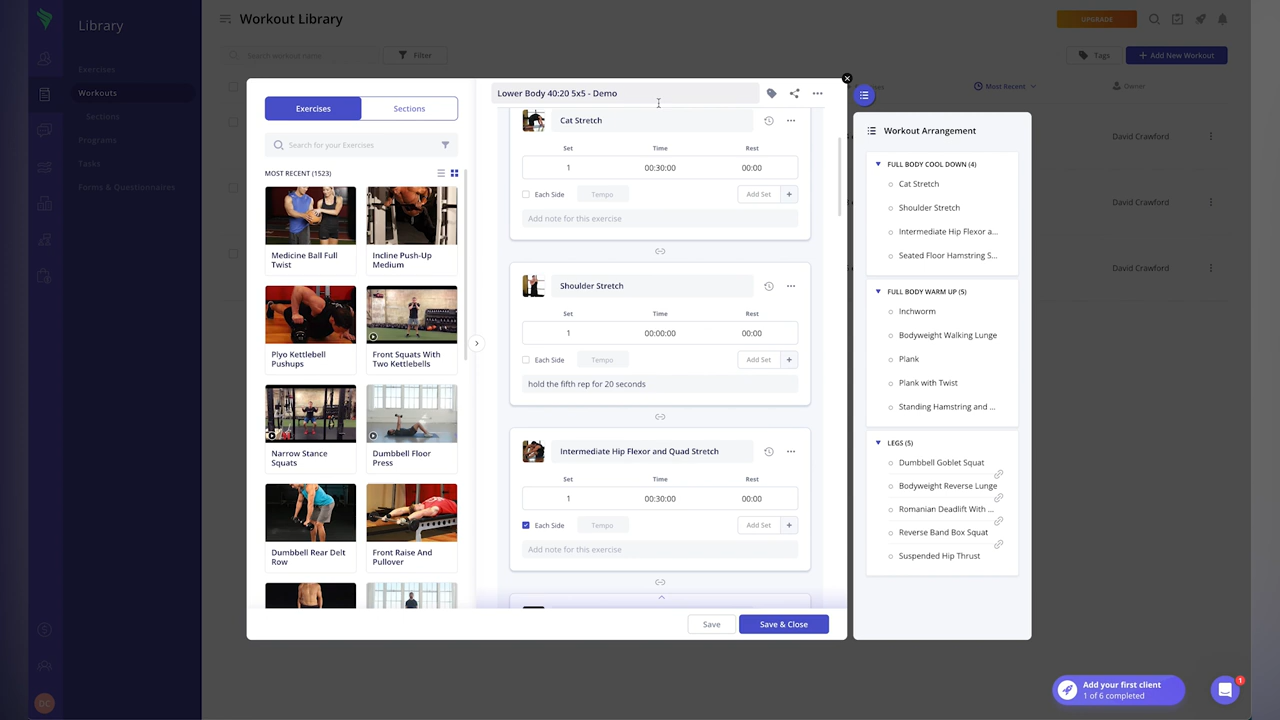 Library
Exercises
Workouts
Sections
Programs
Tasks
Forms & Questionnaires
DC
Workout Library
UPGRADE
Search workout name
Filter
Tags
+ Add New Workout
Most Recent
Owner
David Crawford
David Crawford
David Crawford
Exercises
Sections
Search for your Exercises
MOST RECENT (1523)
Medicine Ball Full
Twist
Incline Push-Up
Medium
Plyo Kettlebell
Pushups
Front Squats With
Two Kettlebells
Narrow Stance
Squats
Dumbbell Floor
Press
Dumbbell Rear Delt
Row
Front Raise And
Pullover
Lower Body 40:20 5x5 - Demo
Cat Stretch
Set Time Rest
1 00:30:00 00:00
Each Side Tempo Add Set +
Add note for this exercise
Shoulder Stretch
Set Time Rest
1 00:00:00 00:00
Each Side Tempo Add Set +
hold the fifth rep for 20 seconds
Intermediate Hip Flexor and Quad Stretch
Set Time Rest
1 00:30:00 00:00
Each Side Tempo Add Set +
Add note for this exercise
Save
Save & Close
Workout Arrangement
FULL BODY COOL DOWN (4)
Cat Stretch
Shoulder Stretch
Intermediate Hip Flexor a...
Seated Floor Hamstring S...
FULL BODY WARM UP (5)
Inchworm
Bodyweight Walking Lunge
Plank
Plank with Twist
Standing Hamstring and ...
LEGS (5)
Dumbbell Goblet Squat
Bodyweight Reverse Lunge
Romanian Deadlift With ...
Reverse Band Box Squat
Suspended Hip Thrust
Add your first client
1 of 6 completed
1